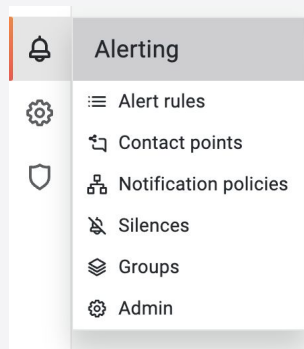 Alerting
Alert rules
Contact points
Notification policies
Silences
Groups
Admin